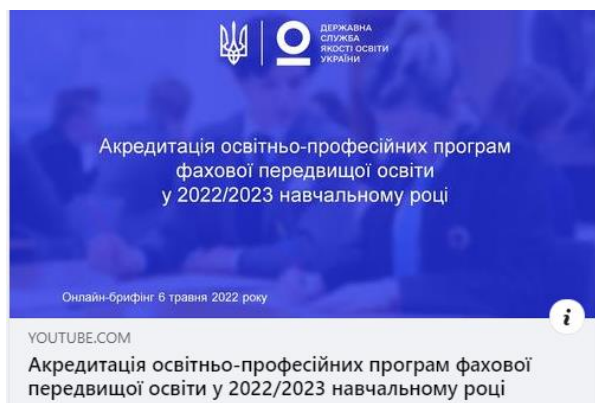 ДЕРЖАВНА
СЛУЖБА
ЯКОСТІ ОСВІТИ
УКРАЇНИ
Акредитація освітньо-професійних програм
фахової передвищої освіти
у 2022/2023 навчальному році
Онлайн-брифінг 6 травня 2022 року
i
YOUTUBE.COM
Акредитація освітньо-професійних програм фахової
передвищої освіти у 2022/2023 навчальному році